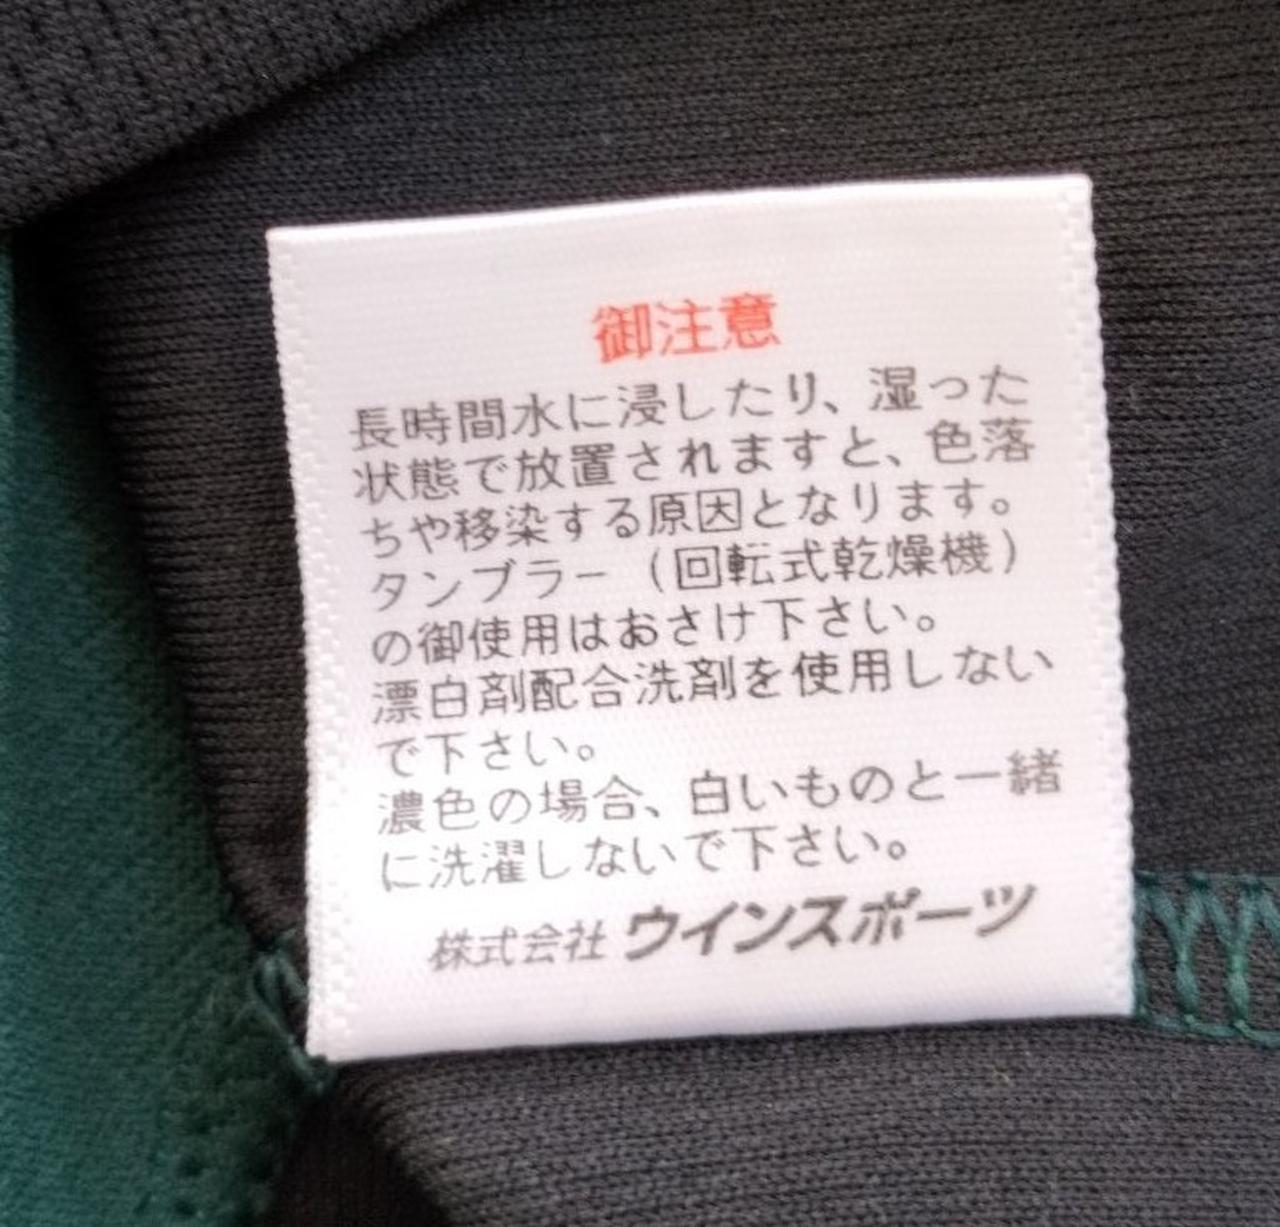 御注意
長時間水に浸したり、湿った
状態で放置されますと、色落
ちや移染する原因となります。
タンブラー（回転式乾燥機）
の御使用はおさけ下さい。
漂白剤配合洗剤を使用しない
で下さい。
濃色の場合、白いものと一緒
に洗濯しないで下さい。
株式会社 ウインスポーツ